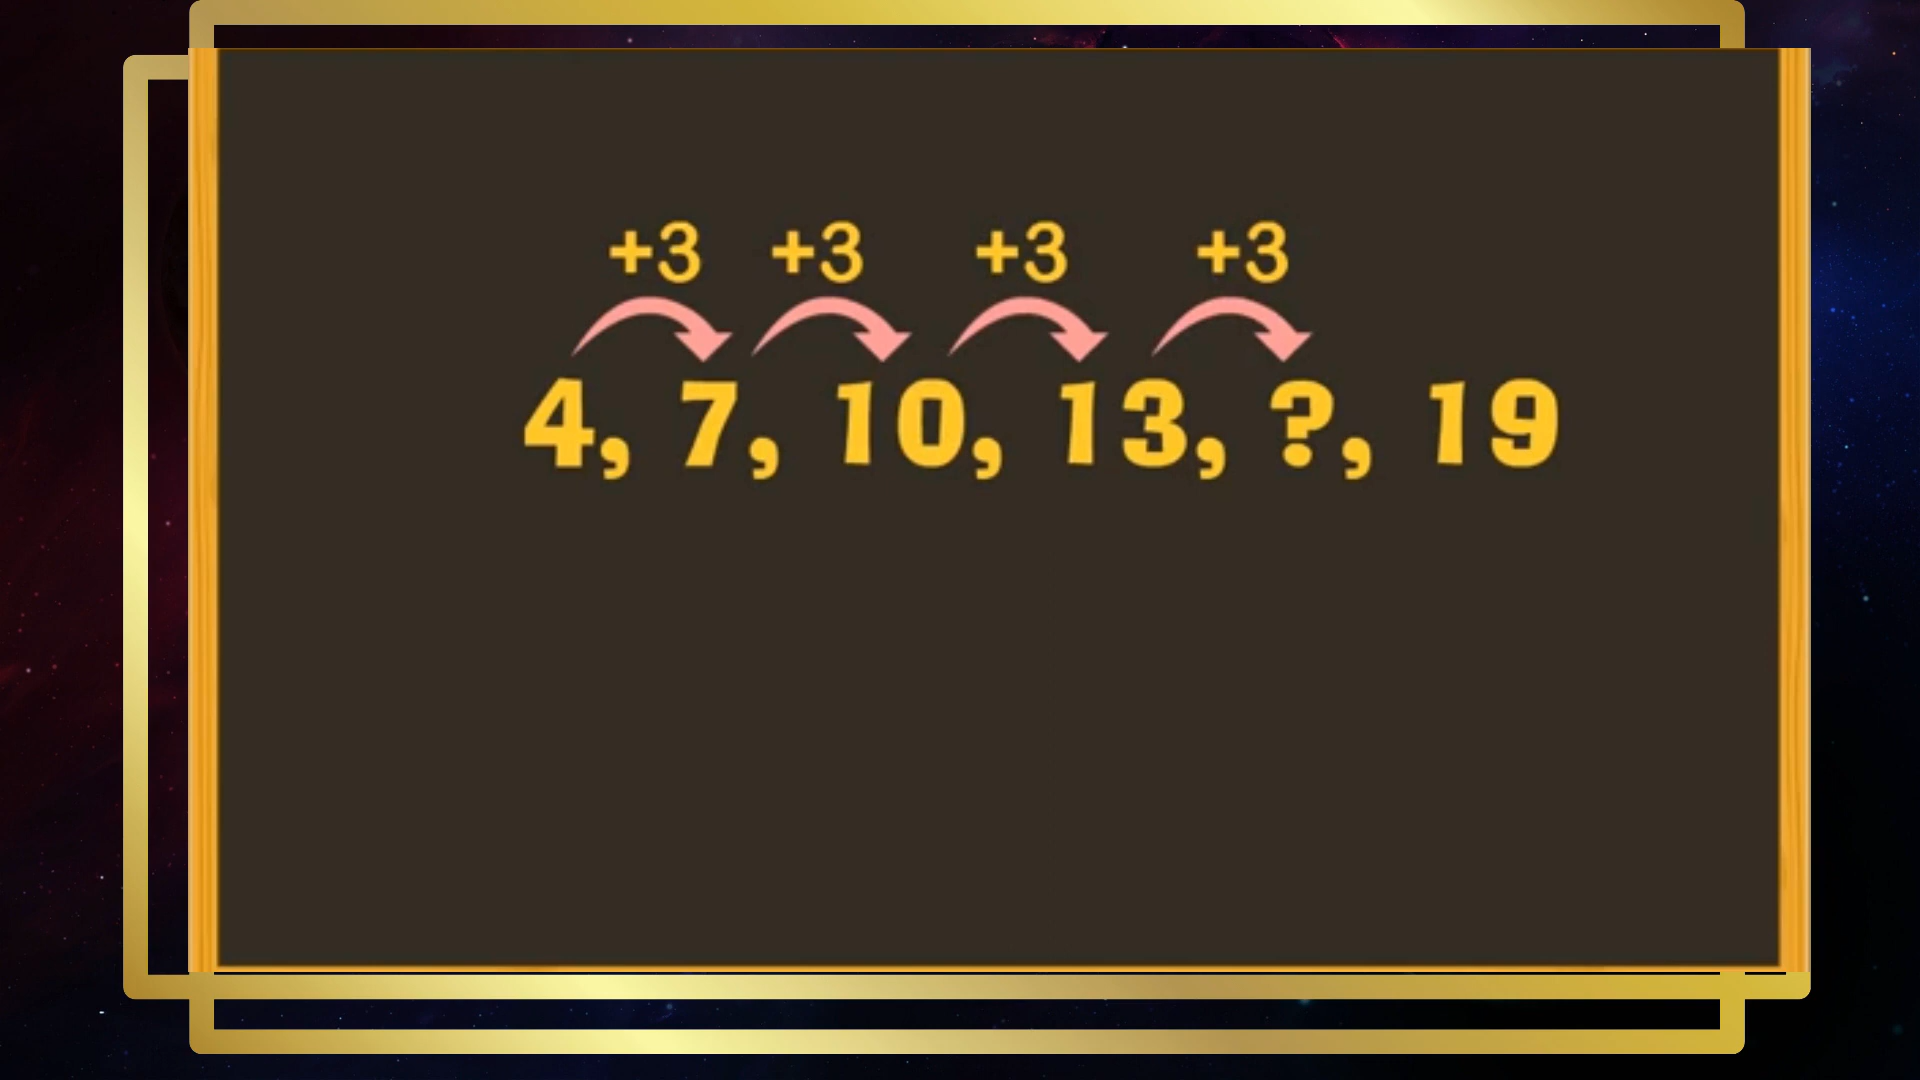 +3 +3 +3 +3
4, 7, 10, 13, ?, 19